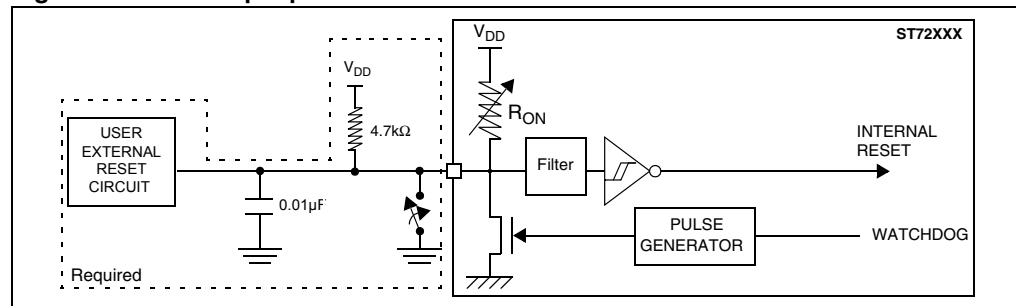 V_DD
ST72XXX
V_DD
R_ON
4.7kΩ
USER
EXTERNAL
RESET
CIRCUIT
Filter
INTERNAL
RESET
0.01µF
PULSE
GENERATOR
WATCHDOG
Required